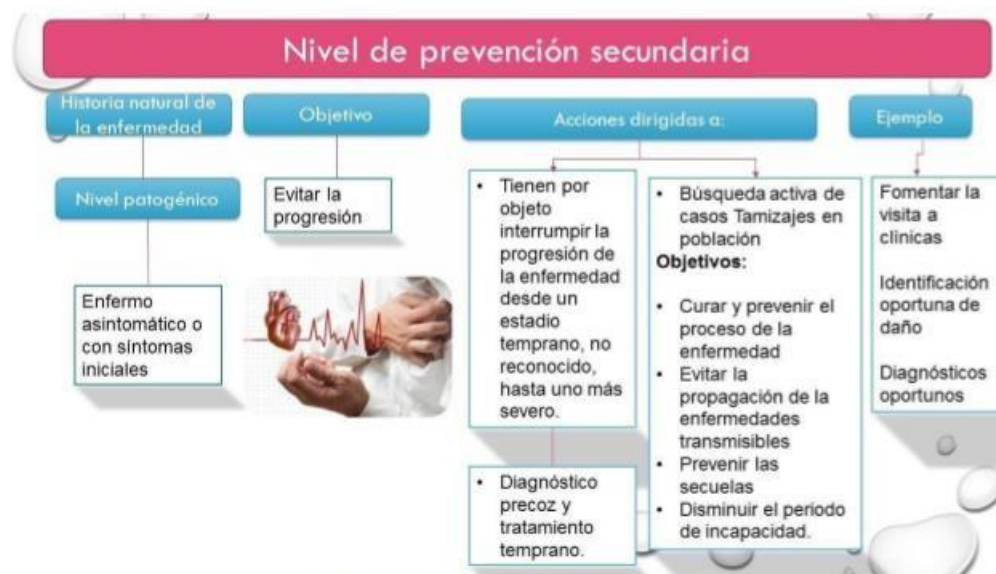 Nivel de prevención secundaria
Historia natural de
la enfermedad
Nivel patogénico
Enfermo
asintomático o
con síntomas
iniciales
Objetivo
Evitar la
progresión
Acciones dirigidas a:
• Tienen por
objeto
interrumpir la
progresión de
la enfermedad
desde un
estadio
temprano, no
reconocido,
hasta uno más
severo.
• Diagnóstico
precoz y
tratamiento
temprano.
• Búsqueda activa de
casos Tamizajes en
población
Objetivos:
• Curar y prevenir el
proceso de la
enfermedad
• Evitar la
propagación de la
enfermedades
transmisibles
• Prevenir las
secuelas
• Disminuir el periodo
de incapacidad.
Ejemplo
Fomentar la
visita a
clínicas
Identificación
oportuna de
daño
Diagnósticos
oportunos